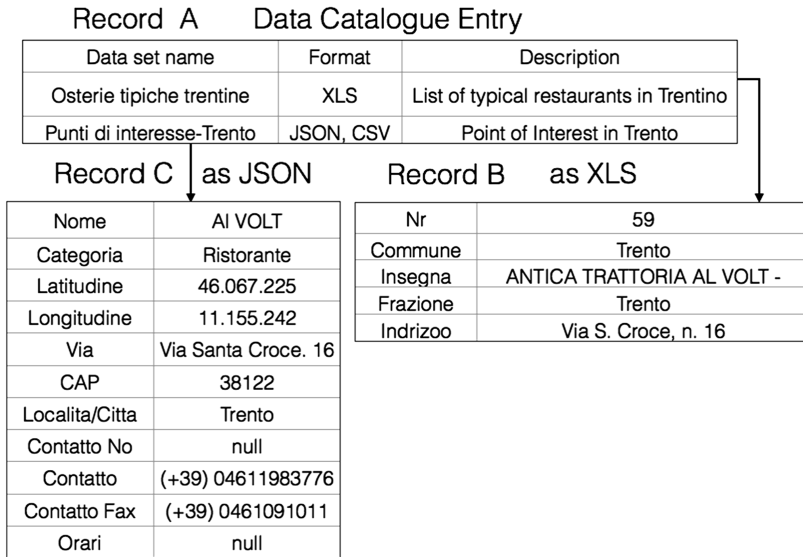 Record A Data Catalogue Entry
Data set name Format Description
Osterie tipiche trentine XLS List of typical restaurants in Trentino
Punti di interesse-Trento JSON, CSV Point of Interest in Trento
Record C as JSON
Nome Al VOLT
Categoria Ristorante
Latitudine 46.067.225
Longitudine 11.155.242
Via Via Santa Croce. 16
CAP 38122
Localita/Citta Trento
Contatto No null
Contatto (+39) 04611983776
Contatto Fax (+39) 0461091011
Orari null
Record B as XLS
Nr 59
Commune Trento
Insegna ANTICA TRATTORIA AL VOLT -
Frazione Trento
Indrizoo Via S. Croce, n. 16